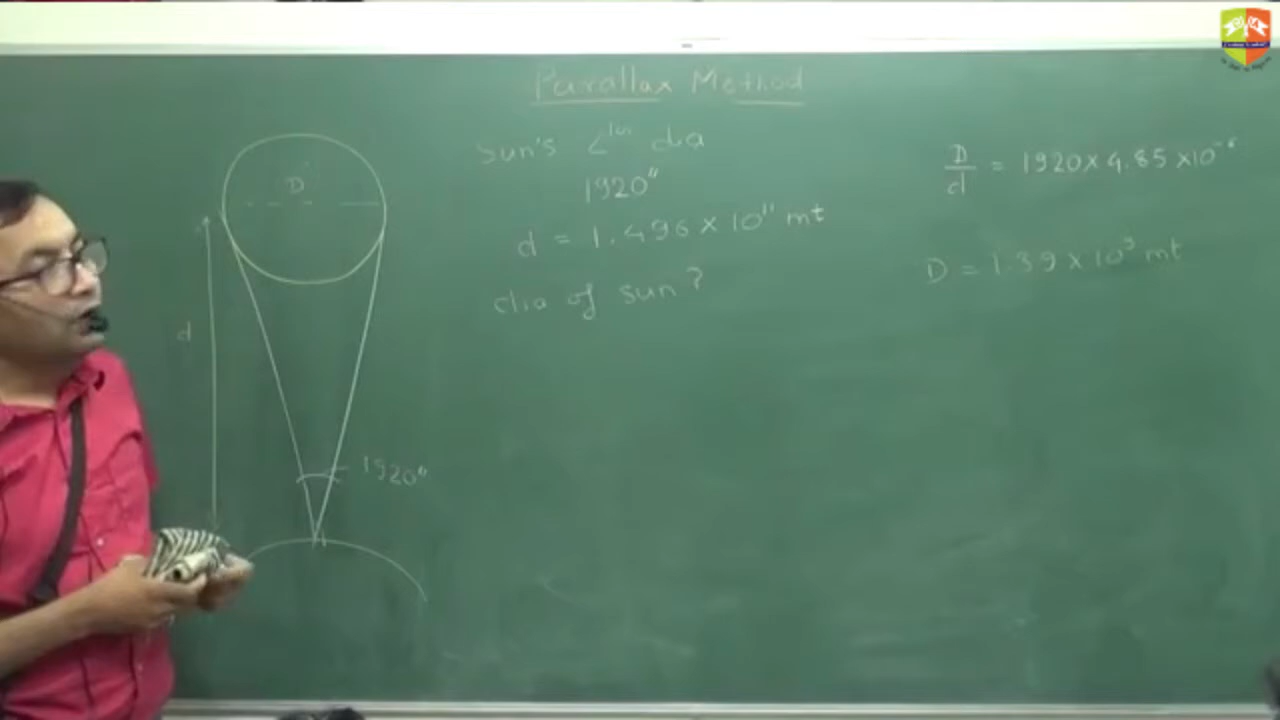 Parallax Method
Sun's ∠lar dia
1920"
d = 1.496 × 10¹¹ mt
dia of sun ?
D/d = 1920 × 4.85 × 10⁻⁶
D = 1.39 × 10⁹ mt
D
d
1920"